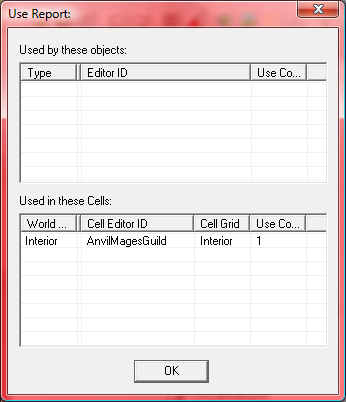 Use Report:
Used by these objects:
Type Editor ID Use Co...
Used in these Cells:
World ... Cell Editor ID Cell Grid Use Co...
Interior AnvilMagesGuild Interior 1
OK